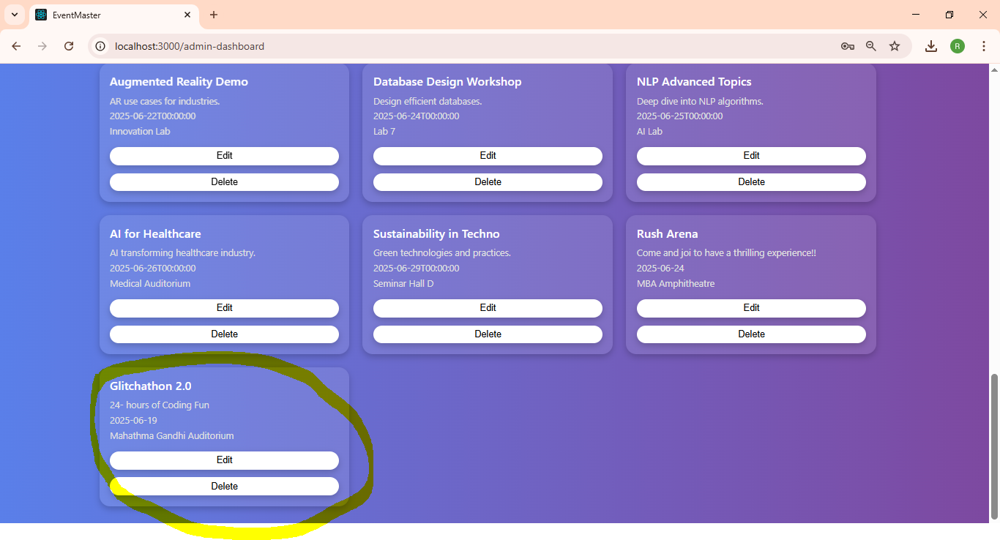 EventMaster
localhost:3000/admin-dashboard
R
Augmented Reality Demo
AR use cases for industries.
2025-06-22T00:00:00
Innovation Lab
Edit
Delete
Database Design Workshop
Design efficient databases.
2025-06-24T00:00:00
Lab 7
Edit
Delete
NLP Advanced Topics
Deep dive into NLP algorithms.
2025-06-25T00:00:00
AI Lab
Edit
Delete
AI for Healthcare
AI transforming healthcare industry.
2025-06-26T00:00:00
Medical Auditorium
Edit
Delete
Sustainability in Techno
Green technologies and practices.
2025-06-29T00:00:00
Seminar Hall D
Edit
Delete
Rush Arena
Come and joi to have a thrilling experience!!
2025-06-24
MBA Amphitheatre
Edit
Delete
Glitchathon 2.0
24- hours of Coding Fun
2025-06-19
Mahathma Gandhi Auditorium
Edit
Delete